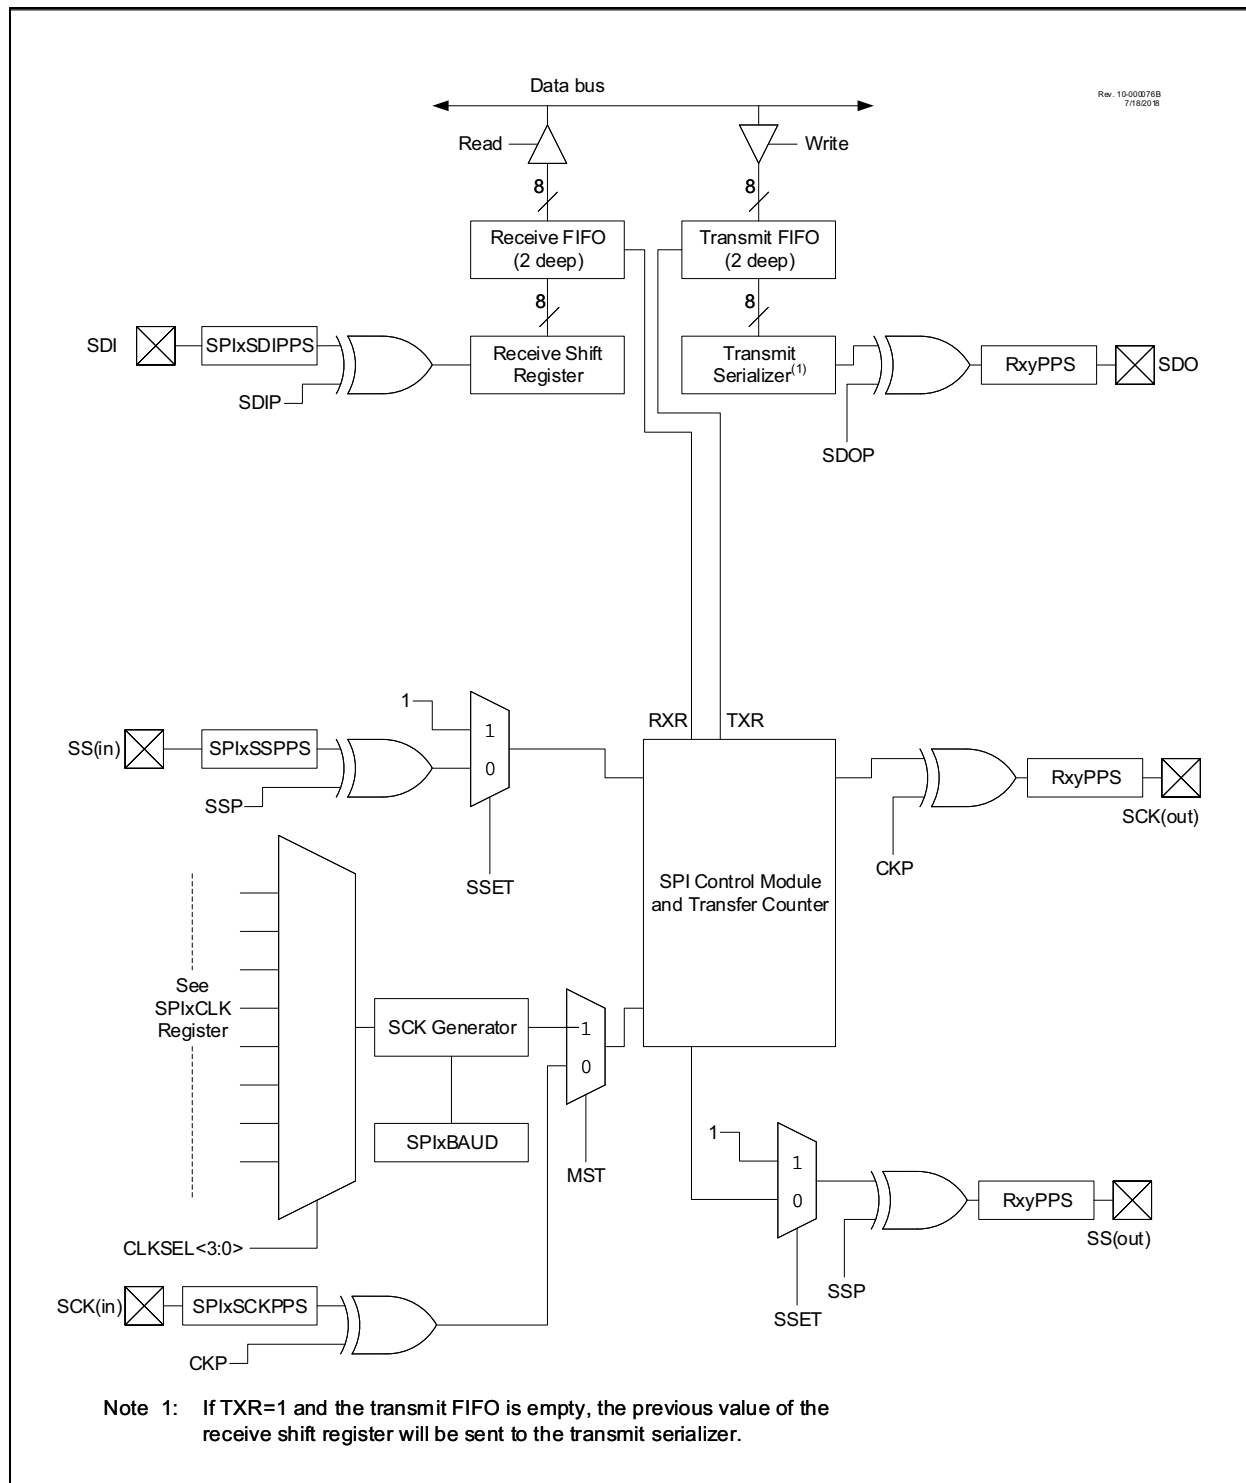 Data bus
Rev. 10-000076B
7/18/2018
Read
Write
8
8
Receive FIFO
(2 deep)
Transmit FIFO
(2 deep)
8
8
SDI
SPIxSDIPPS
Receive Shift
Register
Transmit
Serializer(1)
RxyPPS
SDO
SDIP
SDOP
1
RXR
TXR
SS(in)
SPIxSSPPS
1
0
RxyPPS
SCK(out)
SSP
CKP
SSET
SPI Control Module
and Transfer Counter
See
SPIxCLK
Register
SCK Generator
1
0
SPIxBAUD
MST
1
1
0
RxyPPS
SS(out)
CLKSEL<3:0>
SSP
SSET
SCK(in)
SPIxSCKPPS
CKP
Note 1: If TXR=1 and the transmit FIFO is empty, the previous value of the
receive shift register will be sent to the transmit serializer.